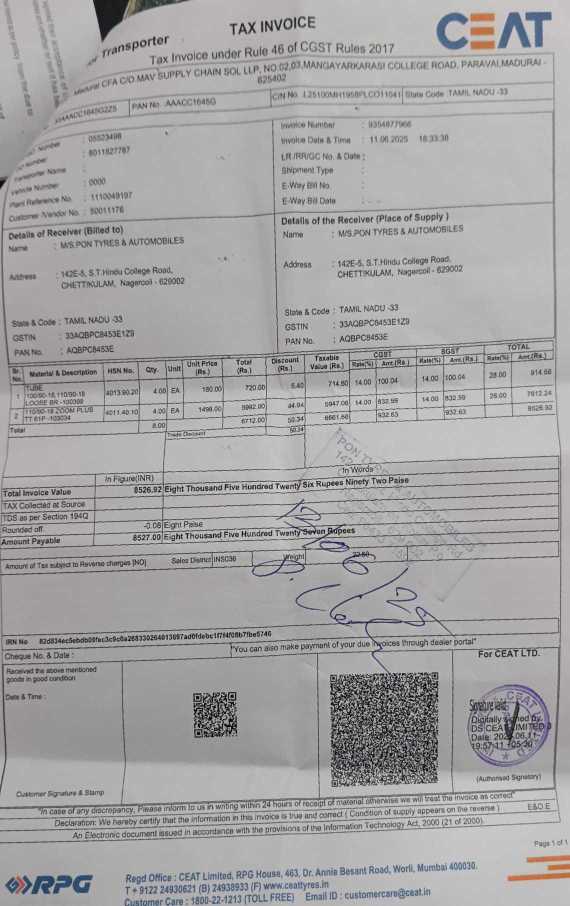 TAX INVOICE
CEAT
Transporter
Tax Invoice under Rule 46 of CGST Rules 2017
Madurai CFA C/O.MAV SUPPLY CHAIN SOL LLP, NO.02,03,MANGAYARKARASI COLLEGE ROAD, PARAVAI,MADURAI - 625402
PAN No. AAACC1645G
CIN No. L25100MH1958PLCO11041 State Code TAMIL NADU -33
Number : 05523498
Number : 8011827787
Transporter Name :
Vehicle Number : 0000
Plant Reference No. : 1110049197
Customer /Vendor No. : 50011176
Invoice Number : 9354877966
Invoice Date & Time : 11.06.2025 18:33:38
LR /RR/GC No. & Date :
Shipment Type :
E-Way Bill No. :
E-Way Bill Date :
Details of Receiver (Billed to)
Name : M/S.PON TYRES & AUTOMOBILES
Address : 142E-5, S.T.Hindu College Road,
CHETTIKULAM, Nagercoil - 629002
State & Code : TAMIL NADU -33
GSTIN : 33AQBPC8453E1Z9
PAN No. : AQBPC8453E
Details of the Receiver (Place of Supply )
Name : M/S.PON TYRES & AUTOMOBILES
Address : 142E-5, S.T.Hindu College Road,
CHETTIKULAM, Nagercoil - 629002
State & Code : TAMIL NADU -33
GSTIN : 33AQBPC8453E1Z9
PAN No. : AQBPC8453E
Sr. No. Material & Description HSN No. Qty. Unit Unit Price (Rs.) Total (Rs.) Discount (Rs.) Taxable Value (Rs.) CGST Rate(%) Amt.(Rs.) SGST Rate(%) Amt.(Rs.) TOTAL Rate(%) Amt.(Rs.)
1 TUBE 100/90-18,110/90-18 LOOSE BR -100399 4013.90.20 4.00 EA 180.00 720.00 5.40 714.60 14.00 100.04 14.00 100.04 28.00 914.68
2 110/90-18 ZOOM PLUS TT 61P -103034 4011.40.10 4.00 EA 1498.00 5992.00 44.94 5947.06 14.00 832.59 14.00 832.59 28.00 7612.24
Total 8.00 6712.00 50.34 6661.66 932.63 932.63 8526.92
Trade Discount 50.34
In Figure(INR) In Words
Total Invoice Value 8526.92 Eight Thousand Five Hundred Twenty Six Rupees Ninety Two Paise
TAX Collected at Source
TDS as per Section 194Q
Rounded off -0.08 Eight Paise
Amount Payable 8527.00 Eight Thousand Five Hundred Twenty Seven Rupees
Amount of Tax subject to Reverse charges [NO] Sales District INS036 Weight
12/06/25
"You can also make payment of your due invoices through dealer portal"
Cheque No. & Date :
Received the above mentioned
goods in good condition
Date & Time :
Customer Signature & Stamp
For CEAT LTD.
Signature valid
Digitally signed by
DS CEAT LIMITED
(Authorised Signatory)
"In case of any discrepancy, Please inform to us in writing within 24 hours of receipt of material otherwise we will treat the invoice as correct"
Declaration: We hereby certify that the information in this invoice is true and correct ( Condition of supply appears on the reverse ) E&O.E
An Electronic document issued in accordance with the provisions of the Information Technology Act, 2000 (21 of 2000).
Page 1 of 1
RPG
Regd Office : CEAT Limited, RPG House, 463, Dr. Annie Besant Road, Worli, Mumbai 400030.
T + 9122 24930621 (B) 24938933 (F) www.ceattyres.in
Customer Care : 1800-22-1213 (TOLL FREE) Email ID : customercare@ceat.in